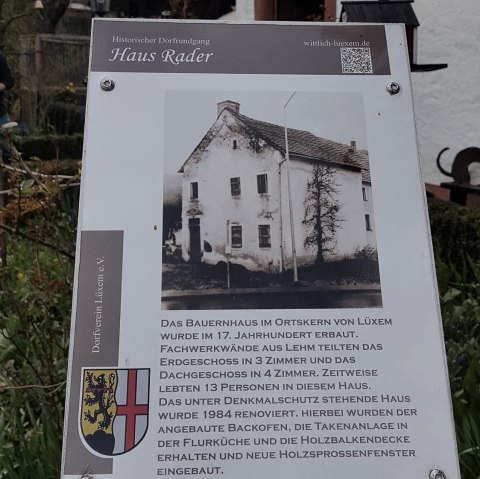 Historischer Dorfrundgang
wittlich-luexem.de
Haus Rader
Dorfverein Lüxem e.V.
Das Bauernhaus im Ortskern von Lüxem
wurde im 17. Jahrhundert erbaut.
Fachwerkwände aus Lehm teilten das
Erdgeschoss in 3 Zimmer und das
Dachgeschoss in 4 Zimmer. Zeitweise
lebten 13 Personen in diesem Haus.
Das unter Denkmalschutz stehende Haus
wurde 1984 renoviert. Hierbei wurden der
angebaute Backofen, die Takenanlage in
der Flurküche und die Holzbalkendecke
erhalten und neue Holzsprossenfenster
eingebaut.